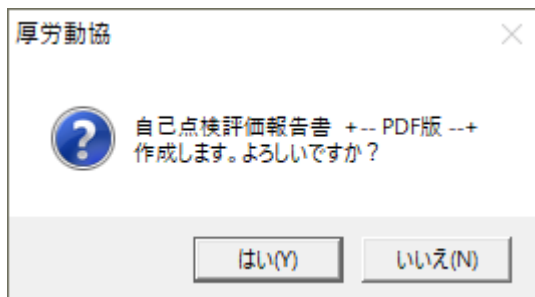 厚労動協
自己点検評価報告書 +-- PDF版 --+
作成します。よろしいですか？
はい(Y)
いいえ(N)